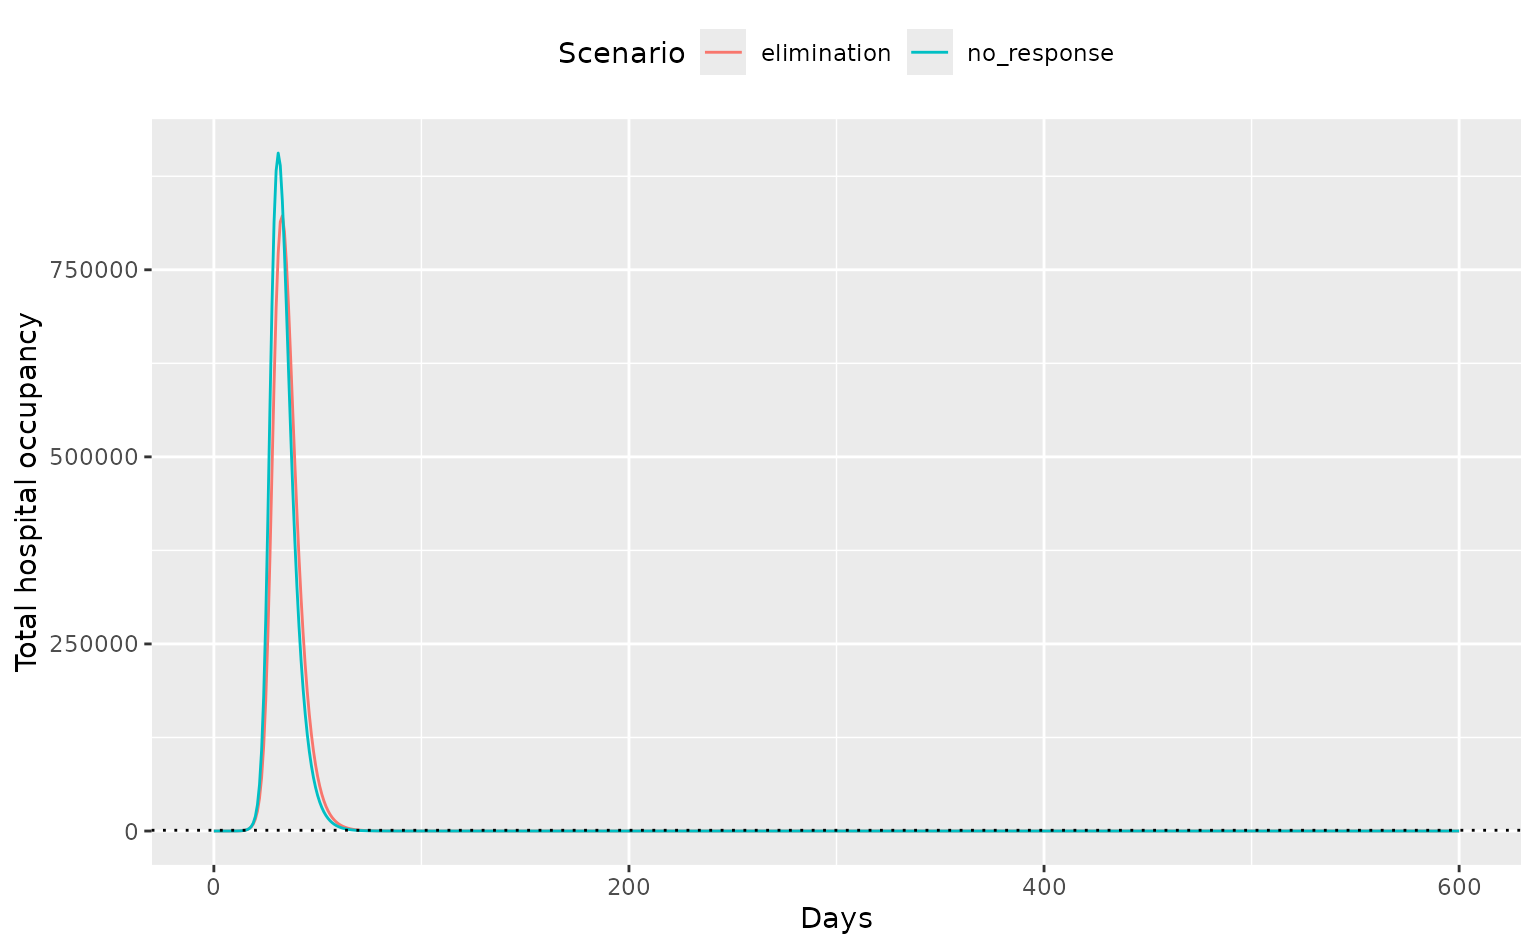 Scenario elimination no_response
Total hospital occupancy
750000
500000
250000
0
0 200 400 600
Days